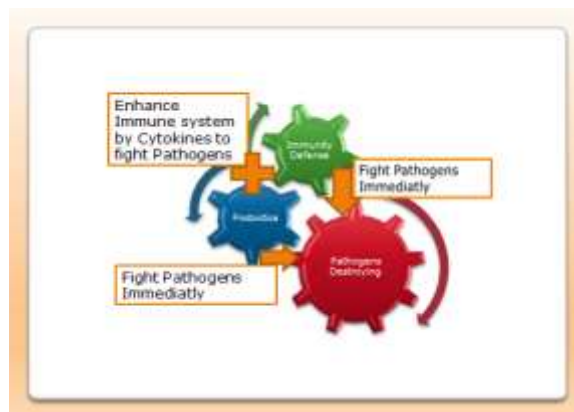 Enhance
Immune system
by Cytokines to
fight Pathogens
Immunity
Defense
Fight Pathogens
Immediatly
Probiotics
Pathogens
Destroying
Fight Pathogens
Immediatly